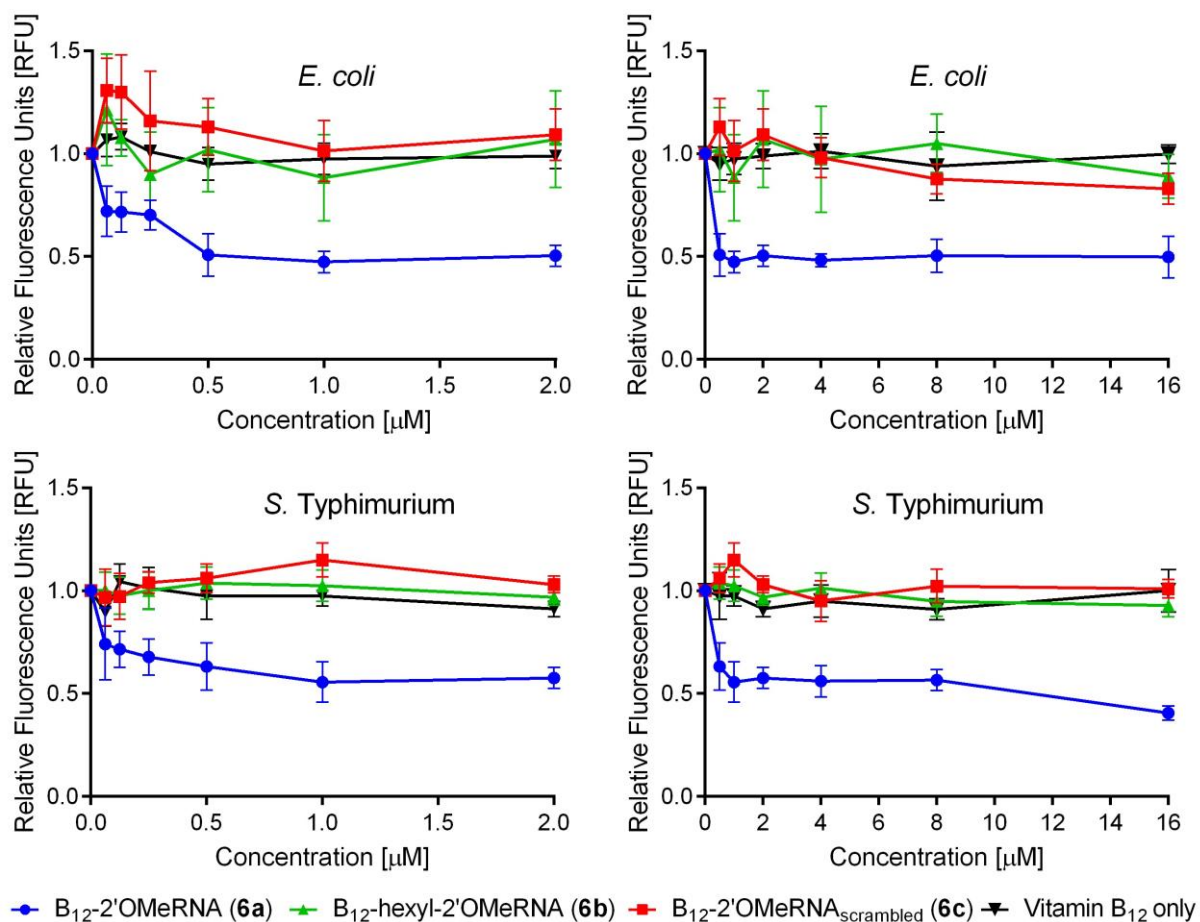 E. coli
Relative Fluorescence Units [RFU]
1.5
1.0
0.5
0.0
0.0 0.5 1.0 1.5 2.0
Concentration [µM]
E. coli
Relative Fluorescence Units [RFU]
1.5
1.0
0.5
0.0
0 2 4 6 8 10 12 14 16
Concentration [µM]
S. Typhimurium
Relative Fluorescence Units [RFU]
1.5
1.0
0.5
0.0
0.0 0.5 1.0 1.5 2.0
Concentration [µM]
S. Typhimurium
Relative Fluorescence Units [RFU]
1.5
1.0
0.5
0.0
0 2 4 6 8 10 12 14 16
Concentration [µM]
B₁₂-2'OMeRNA (6a) B₁₂-hexyl-2'OMeRNA (6b) B₁₂-2'OMeRNAscrambled (6c) Vitamin B₁₂ only